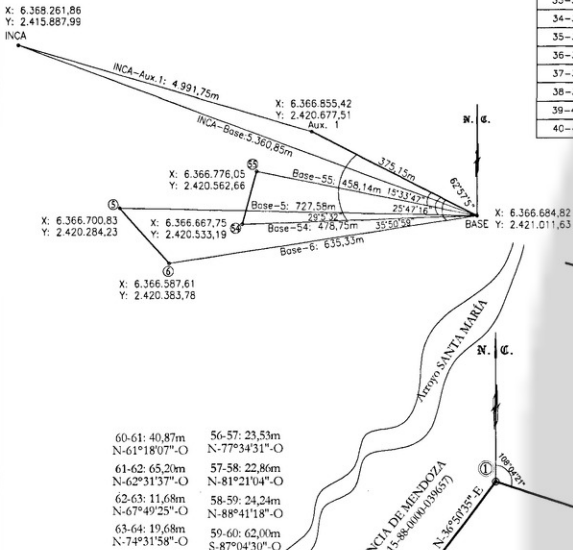 X: 6.368.261,86
Y: 2.415.887,99
INCA
INCA-Aux.1: 4.991,75m
INCA-Base:5.360,85m
X: 6.366.855,42
Y: 2.420.677,51
Aux. 1
N. C.
375,15m
62°57'5"
X: 6.366.776,05
Y: 2.420.562,66
55
Base-55: 458,14m
15°33'47"
25°47'16"
5
Base-5: 727,58m
29°5'32"
35°50'59"
X: 6.366.700,83
Y: 2.420.284,23
X: 6.366.667,75
Y: 2.420.533,19
54
Base-54: 478,75m
BASE
X: 6.366.684,82
Y: 2.421.011,63
Base-6: 635,33m
6
X: 6.366.587,61
Y: 2.420.383,78
34-
35-
36-
37-
38-
39-
40-
Arroyo SANTA MARÍA
N. C.
108°04'21"
1
N-36°50'35"-E
NCIA DE MENDOZA
15-88-0000-039657)
60-61: 40,87m
N-61°18'07"-O
61-62: 65,20m
N-62°31'37"-O
62-63: 11,68m
N-67°49'25"-O
63-64: 19,68m
N-74°31'58"-O
56-57: 23,53m
N-77°34'31"-O
57-58: 22,86m
N-81°21'04"-O
58-59: 24,24m
N-88°41'18"-O
59-60: 62,00m
S-87°04'30"-O